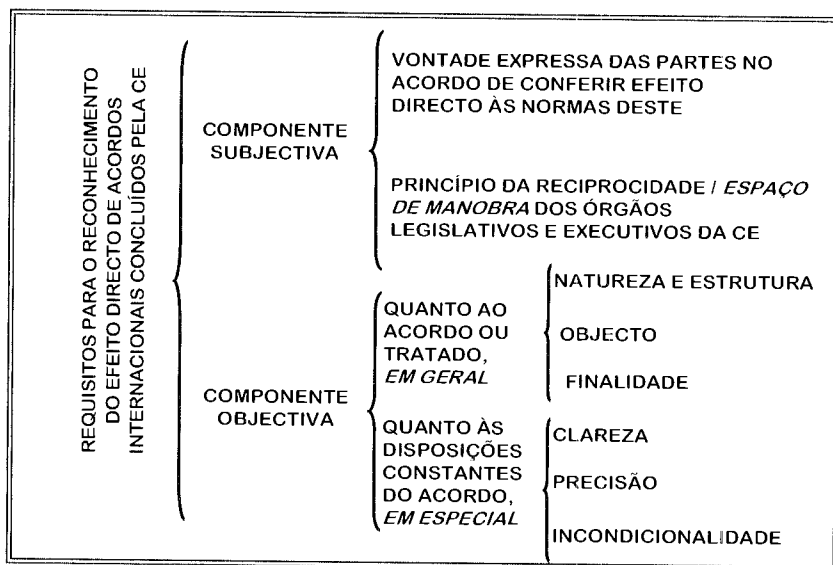 REQUISITOS PARA O RECONHECIMENTO
DO EFEITO DIRECTO DE ACORDOS
INTERNACIONAIS CONCLUÍDOS PELA CE
COMPONENTE
SUBJECTIVA
VONTADE EXPRESSA DAS PARTES NO
ACORDO DE CONFERIR EFEITO
DIRECTO ÀS NORMAS DESTE
PRINCÍPIO DA RECIPROCIDADE / ESPAÇO
DE MANOBRA DOS ÓRGÃOS
LEGISLATIVOS E EXECUTIVOS DA CE
COMPONENTE
OBJECTIVA
QUANTO AO
ACORDO OU
TRATADO,
EM GERAL
NATUREZA E ESTRUTURA
OBJECTO
FINALIDADE
QUANTO ÀS
DISPOSIÇÕES
CONSTANTES
DO ACORDO,
EM ESPECIAL
CLAREZA
PRECISÃO
INCONDICIONALIDADE